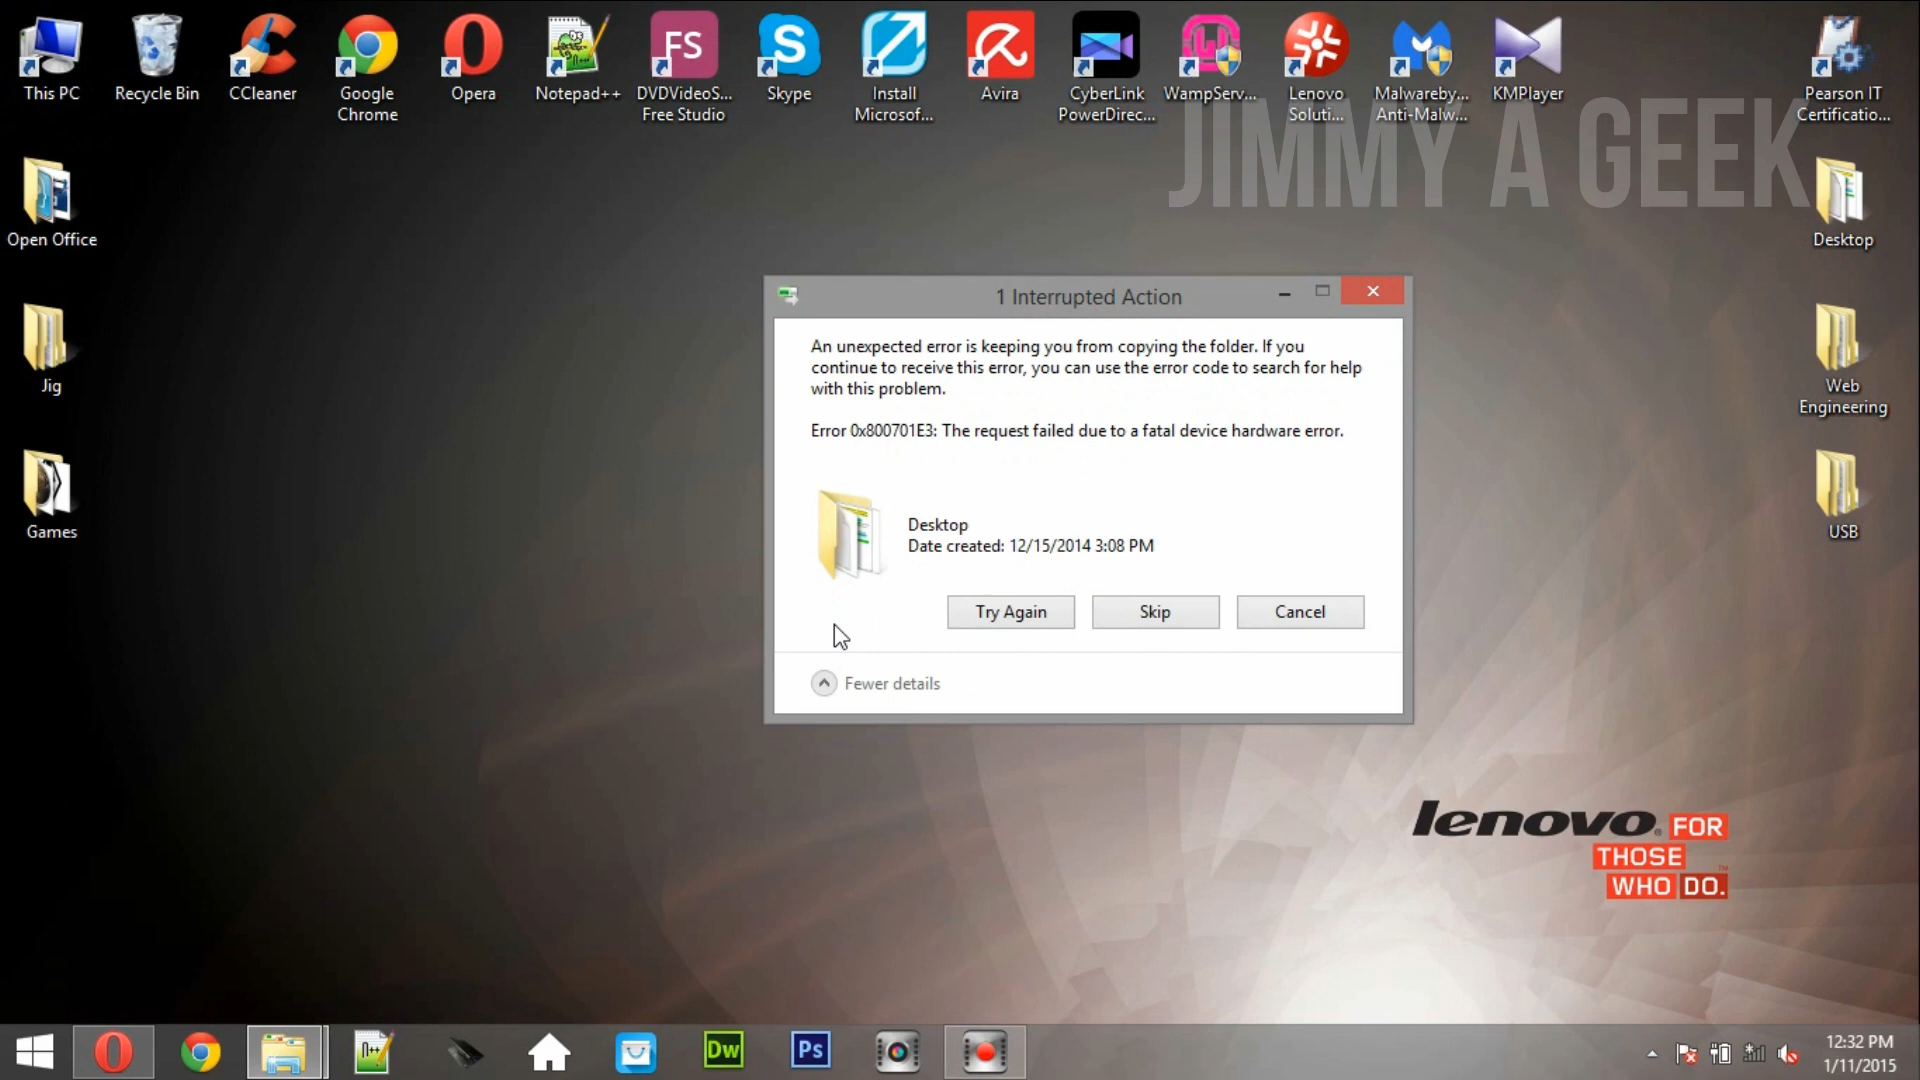 This PC
Recycle Bin
CCleaner
Google
Chrome
Opera
Notepad++
FS
DVDVideoS...
Free Studio
S
Skype
Install
Microsof...
Avira
CyberLink
PowerDirec...
WampServ...
Lenovo
Soluti...
Malwareby...
Anti-Malw...
KMPlayer
Pearson IT
Certificatio...
JIMMY A GEEK
Open Office
Jig
Games
Desktop
Web
Engineering
USB
1 Interrupted Action
An unexpected error is keeping you from copying the folder. If you
continue to receive this error, you can use the error code to search for help
with this problem.
Error 0x800701E3: The request failed due to a fatal device hardware error.
Desktop
Date created: 12/15/2014 3:08 PM
Try Again
Skip
Cancel
Fewer details
lenovo FOR
THOSE
WHO DO.
n++
Dw
Ps
12:32 PM
1/11/2015